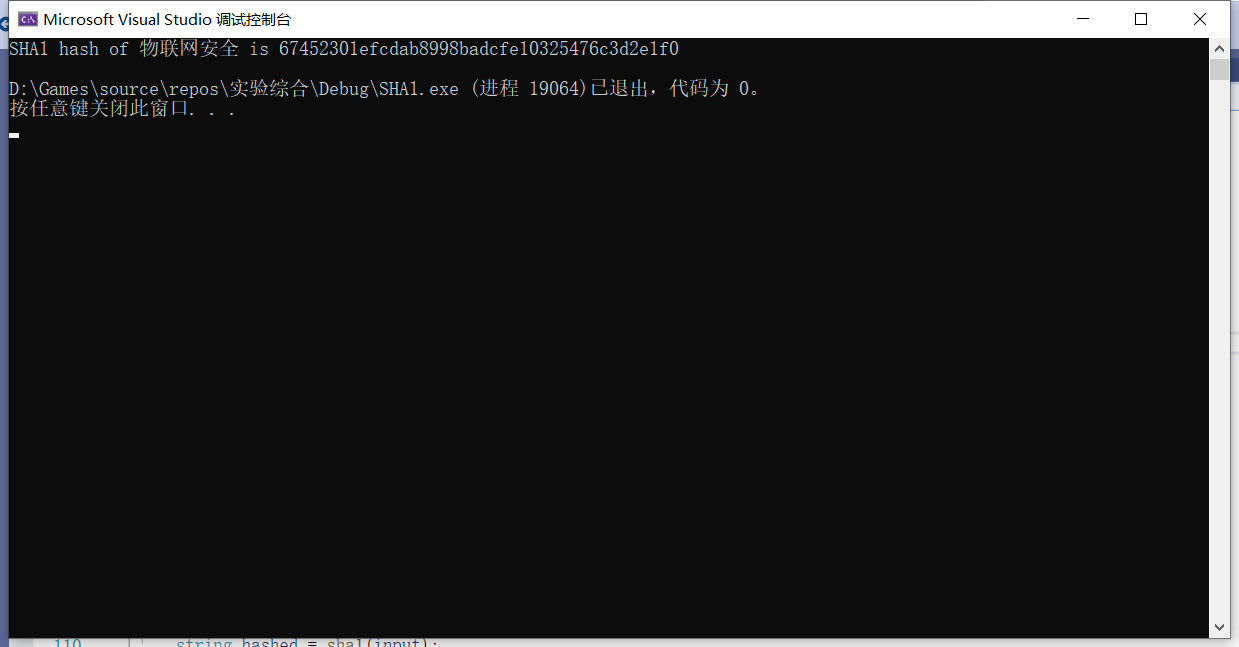 Microsoft Visual Studio 调试控制台
SHA1 hash of 物联网安全 is 67452301efcdab8998badcfe10325476c3d2e1f0
D:\Games\source\repos\实验综合\Debug\SHA1.exe (进程 19064)已退出，代码为 0。
按任意键关闭此窗口. . .
110 string hashed = sha1(input);